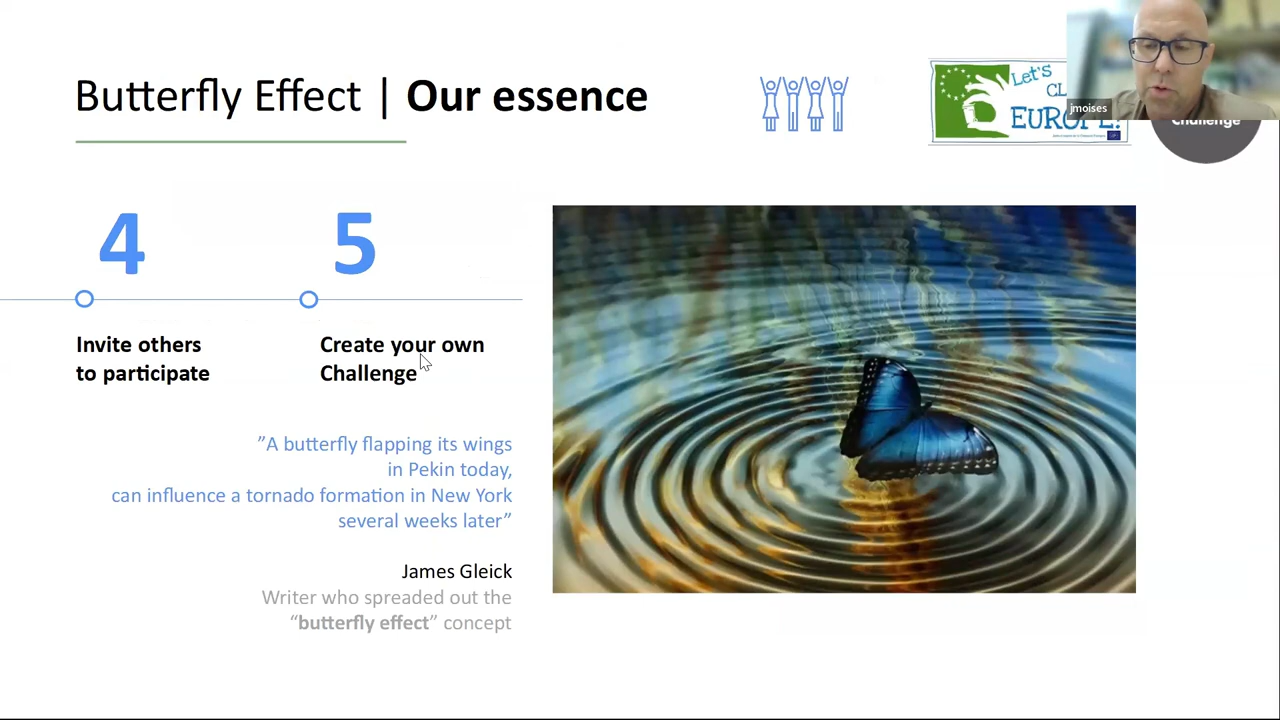 Butterfly Effect | Our essence
Let's
CL
EUROPE!
jmoises
Challenge
4
5
Invite others
to participate
Create your own
Challenge
”A butterfly flapping its wings
in Pekin today,
can influence a tornado formation in New York
several weeks later”
James Gleick
Writer who spreaded out the
“butterfly effect” concept